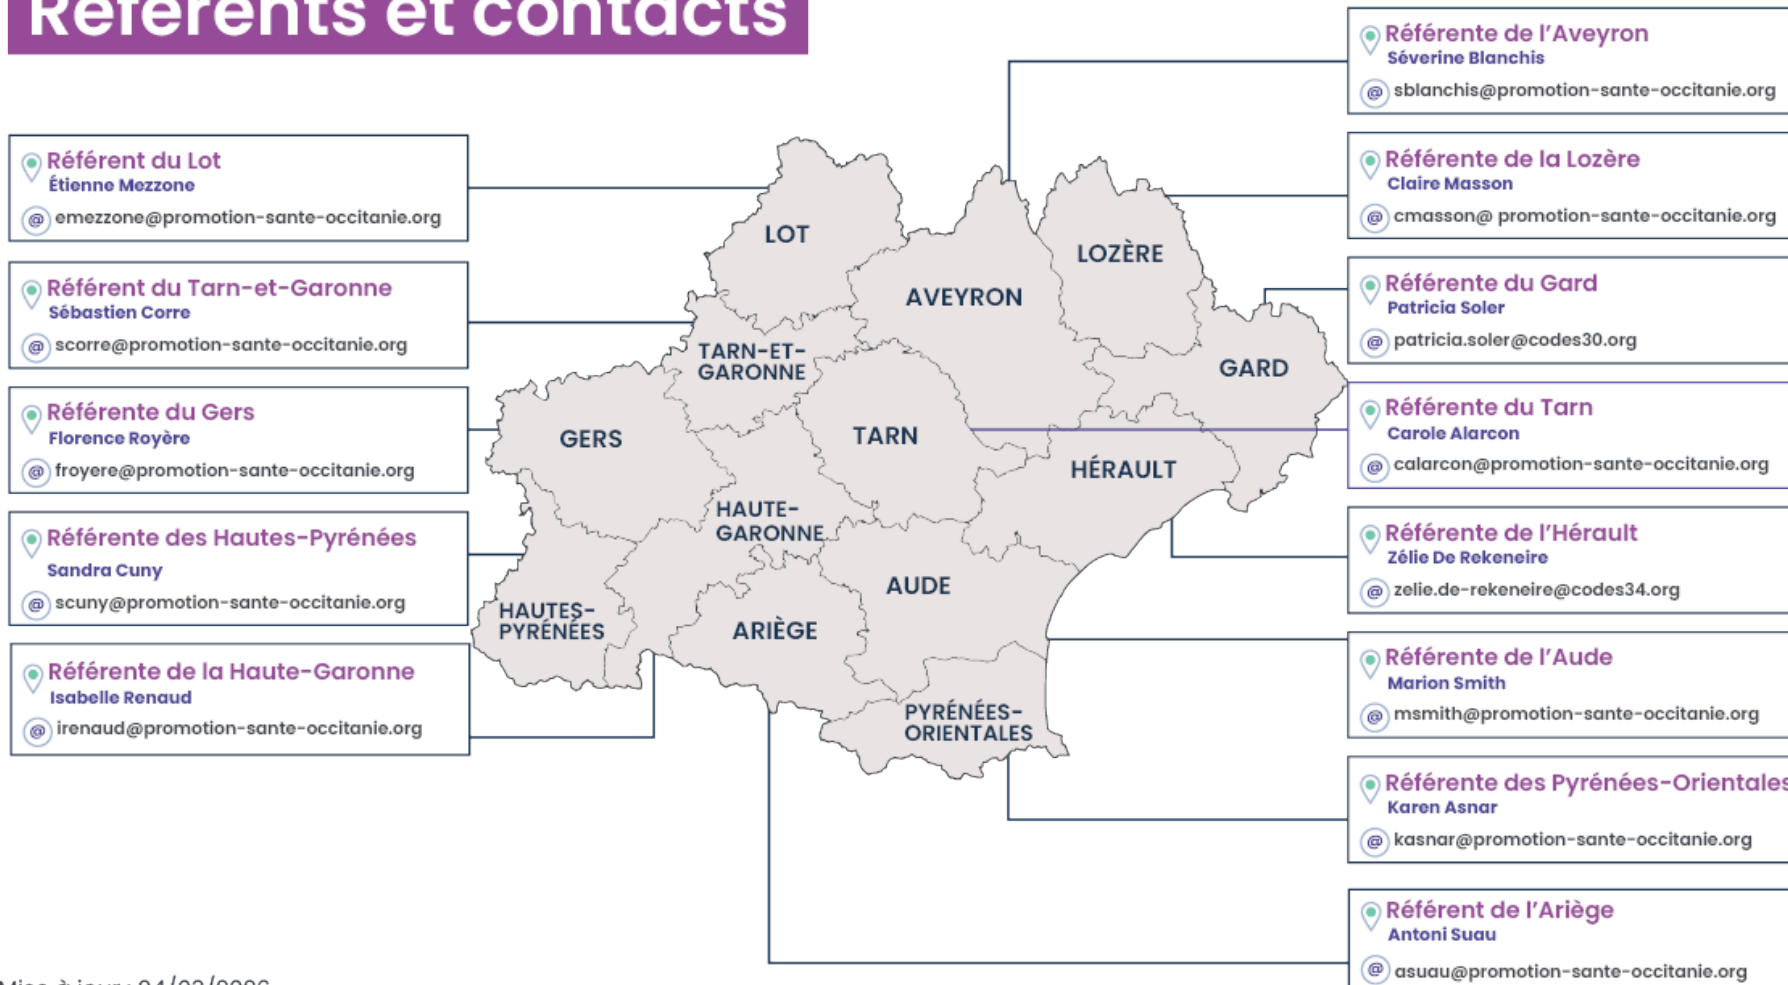 Référents et contacts
Référent du Lot
Étienne Mezzone
@ emezzone@promotion-sante-occitanie.org
Référent du Tarn-et-Garonne
Sébastien Corre
@ scorre@promotion-sante-occitanie.org
Référente du Gers
Florence Royère
@ froyere@promotion-sante-occitanie.org
Référente des Hautes-Pyrénées
Sandra Cuny
@ scuny@promotion-sante-occitanie.org
Référente de la Haute-Garonne
Isabelle Renaud
@ irenaud@promotion-sante-occitanie.org
LOT
LOZÈRE
AVEYRON
TARN-ET-
GARONNE
GARD
GERS
TARN
HÉRAULT
HAUTE-
GARONNE
AUDE
HAUTES-
PYRÉNÉES
ARIÈGE
PYRÉNÉES-
ORIENTALES
Référente de l'Aveyron
Séverine Blanchis
@ sblanchis@promotion-sante-occitanie.org
Référente de la Lozère
Claire Masson
@ cmasson@ promotion-sante-occitanie.org
Référente du Gard
Patricia Soler
@ patricia.soler@codes30.org
Référente du Tarn
Carole Alarcon
@ calarcon@promotion-sante-occitanie.org
Référente de l'Hérault
Zélie De Rekeneire
@ zelie.de-rekeneire@codes34.org
Référente de l'Aude
Marion Smith
@ msmith@promotion-sante-occitanie.org
Référente des Pyrénées-Orientales
Karen Asnar
@ kasnar@promotion-sante-occitanie.org
Référent de l'Ariège
Antoni Suau
@ asuau@promotion-sante-occitanie.org
Mise à jour :